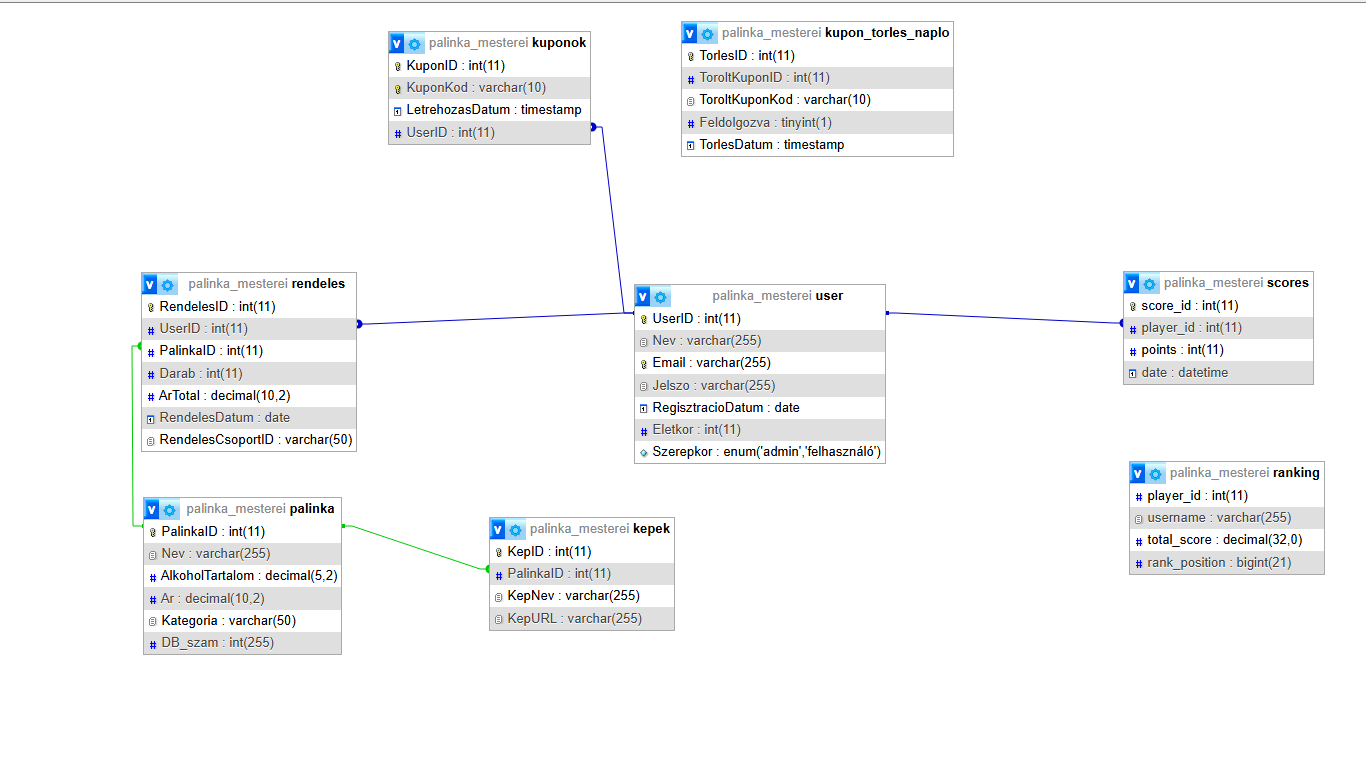 palinka_mesterei kuponok
KuponID : int(11)
KuponKod : varchar(10)
LetrehozasDatum : timestamp
UserID : int(11)
palinka_mesterei kupon_torles_naplo
TorlesID : int(11)
ToroltKuponID : int(11)
ToroltKuponKod : varchar(10)
Feldolgozva : tinyint(1)
TorlesDatum : timestamp
palinka_mesterei rendeles
RendelesID : int(11)
UserID : int(11)
PalinkaID : int(11)
Darab : int(11)
ArTotal : decimal(10,2)
RendelesDatum : date
RendelesCsoportID : varchar(50)
palinka_mesterei user
UserID : int(11)
Nev : varchar(255)
Email : varchar(255)
Jelszo : varchar(255)
RegisztracioDatum : date
Eletkor : int(11)
Szerepkor : enum('admin','felhasználó')
palinka_mesterei scores
score_id : int(11)
player_id : int(11)
points : int(11)
date : datetime
palinka_mesterei ranking
player_id : int(11)
username : varchar(255)
total_score : decimal(32,0)
rank_position : bigint(21)
palinka_mesterei palinka
PalinkaID : int(11)
Nev : varchar(255)
AlkoholTartalom : decimal(5,2)
Ar : decimal(10,2)
Kategoria : varchar(50)
DB_szam : int(255)
palinka_mesterei kepek
KepID : int(11)
PalinkaID : int(11)
KepNev : varchar(255)
KepURL : varchar(255)